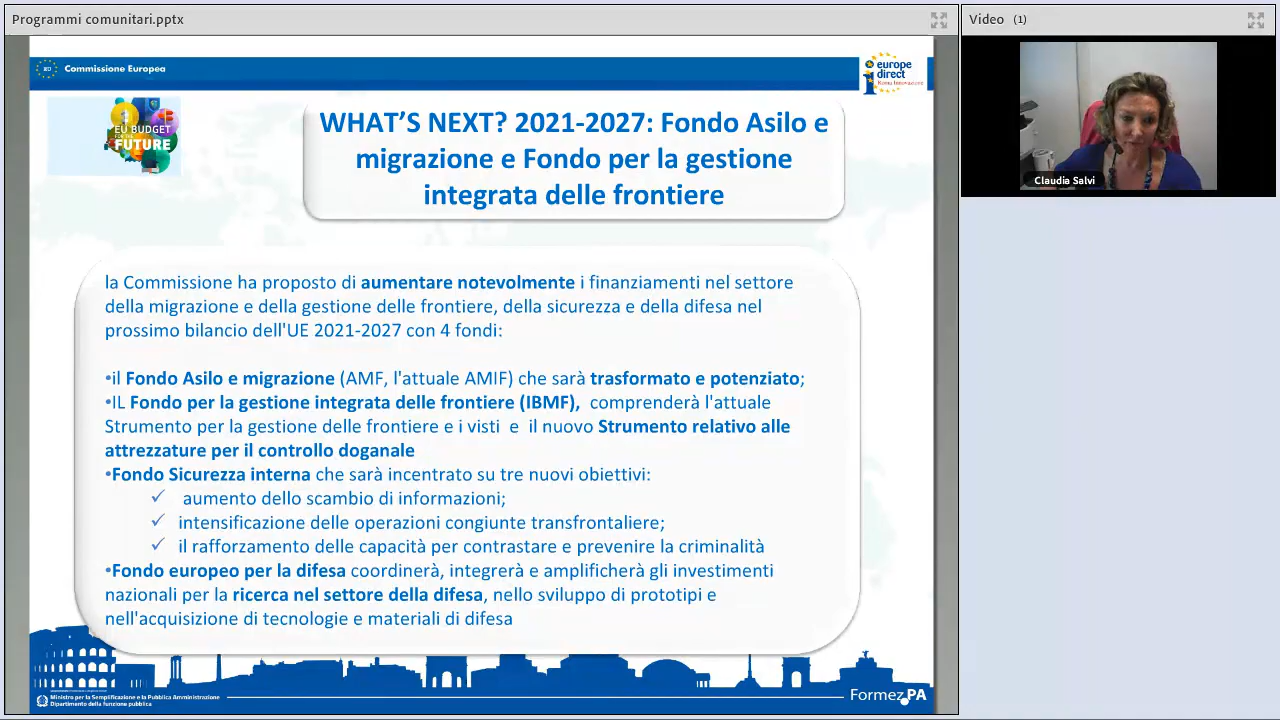 Programmi comunitari.pptx
Video (1)
Commissione Europea
europe
direct
Roma Innovazione
EU BUDGET
FOR THE
FUTURE
WHAT’S NEXT? 2021-2027: Fondo Asilo e
migrazione e Fondo per la gestione
integrata delle frontiere
Claudia Salvi
la Commissione ha proposto di aumentare notevolmente i finanziamenti nel settore
della migrazione e della gestione delle frontiere, della sicurezza e della difesa nel
prossimo bilancio dell'UE 2021-2027 con 4 fondi:
•il Fondo Asilo e migrazione (AMF, l'attuale AMIF) che sarà trasformato e potenziato;
•IL Fondo per la gestione integrata delle frontiere (IBMF), comprenderà l'attuale
Strumento per la gestione delle frontiere e i visti e il nuovo Strumento relativo alle
attrezzature per il controllo doganale
•Fondo Sicurezza interna che sarà incentrato su tre nuovi obiettivi:
✓ aumento dello scambio di informazioni;
✓ intensificazione delle operazioni congiunte transfrontaliere;
✓ il rafforzamento delle capacità per contrastare e prevenire la criminalità
•Fondo europeo per la difesa coordinerà, integrerà e amplificherà gli investimenti
nazionali per la ricerca nel settore della difesa, nello sviluppo di prototipi e
nell'acquisizione di tecnologie e materiali di difesa
Ministro per la Semplificazione e la Pubblica Amministrazione
Dipartimento della funzione pubblica
FormezPA